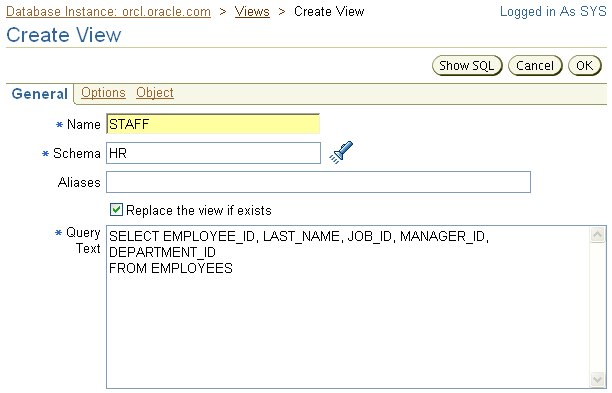 Database Instance: orcl.oracle.com > Views > Create View
Logged in As SYS
Create View
Show SQL Cancel OK
General Options Object
* Name STAFF
* Schema HR
Aliases
Replace the view if exists
* Query Text
SELECT EMPLOYEE_ID, LAST_NAME, JOB_ID, MANAGER_ID,
DEPARTMENT_ID
FROM EMPLOYEES